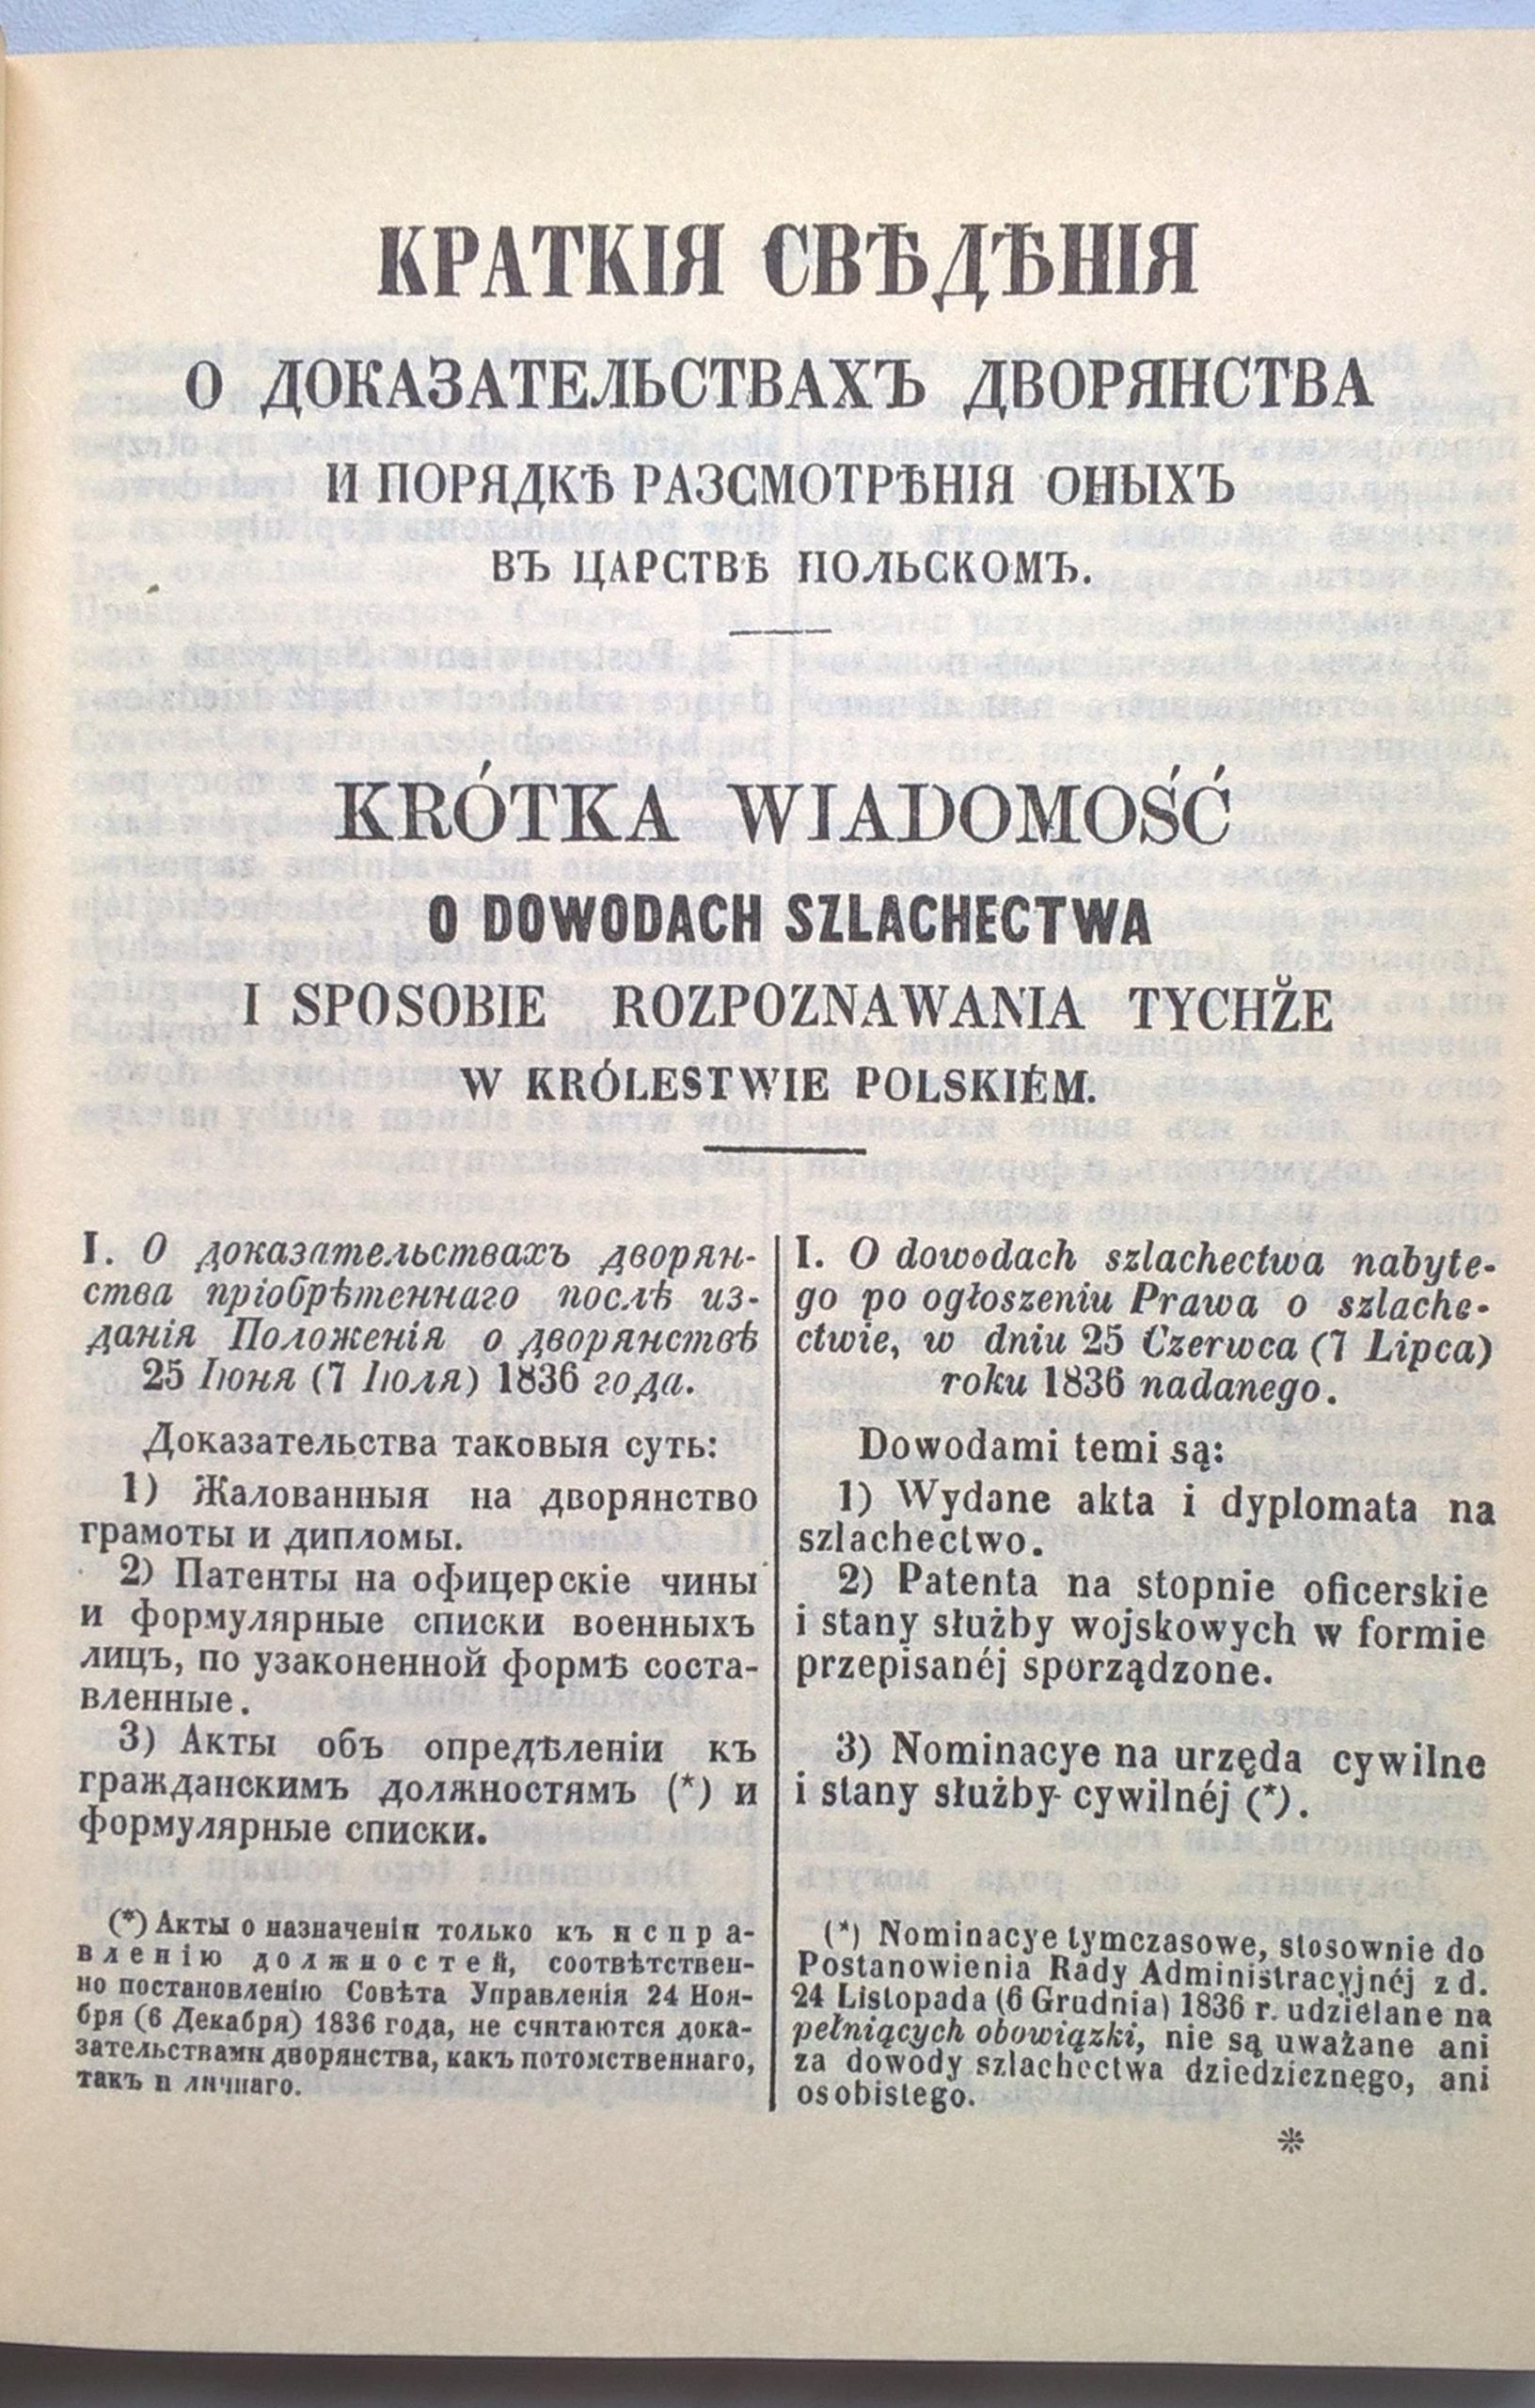 КРАТКІЯ СВѢДѢНІЯ
О ДОКАЗАТЕЛЬСТВАХЪ ДВОРЯНСТВА
И ПОРЯДКѢ РАЗСМОТРѢНІЯ ОНЫХЪ
ВЪ ЦАРСТВѢ ПОЛЬСКОМЪ.
KRÓTKA WIADOMOŚĆ
O DOWODACH SZLACHECTWA
I SPOSOBIE ROZPOZNAWANIA TYCHŻE
W KRÓLESTWIE POLSKIÉM.
I. О доказательствахъ дворян-
ства пріобрѣтеннаго послѣ из-
данія Положенія о дворянствѣ
25 Іюня (7 Іюля) 1836 года.
Доказательства таковыя суть:
1) Жалованныя на дворянство
грамоты и дипломы.
2) Патенты на офицерскіе чины
и формулярные списки военныхъ
лицъ, по узаконенной формѣ соста-
вленные.
3) Акты объ опредѣленіи къ
гражданскимъ должностямъ (*) и
формулярные списки.
(*) Акты о назначеніи только къ испра-
вленію должностей, соотвѣтствен-
но постановленію Совѣта Управленія 24 Ноя-
бря (6 Декабря) 1836 года, не считаются дока-
зательствами дворянства, какъ потомственнаго,
такъ и личнаго.
I. O dowodach szlachectwa nabyte-
go po ogłoszeniu Prawa o szlache-
ctwie, w dniu 25 Czerwca (7 Lipca)
roku 1836 nadanego.
Dowodami temi są:
1) Wydane akta i dyplomata na
szlachectwo.
2) Patenta na stopnie oficerskie
i stany służby wojskowych w formie
przepisanéj sporządzone.
3) Nominacye na urzęda cywilne
i stany służby cywilnéj (*).
(*) Nominacye tymczasowe, stosownie do
Postanowienia Rady Administracyjnéj z d.
24 Listopada (6 Grudnia) 1836 r. udzielane na
pełniących obowiązki, nie są uważane ani
za dowody szlachectwa dziedzicznęgo, ani
osobistego.
*